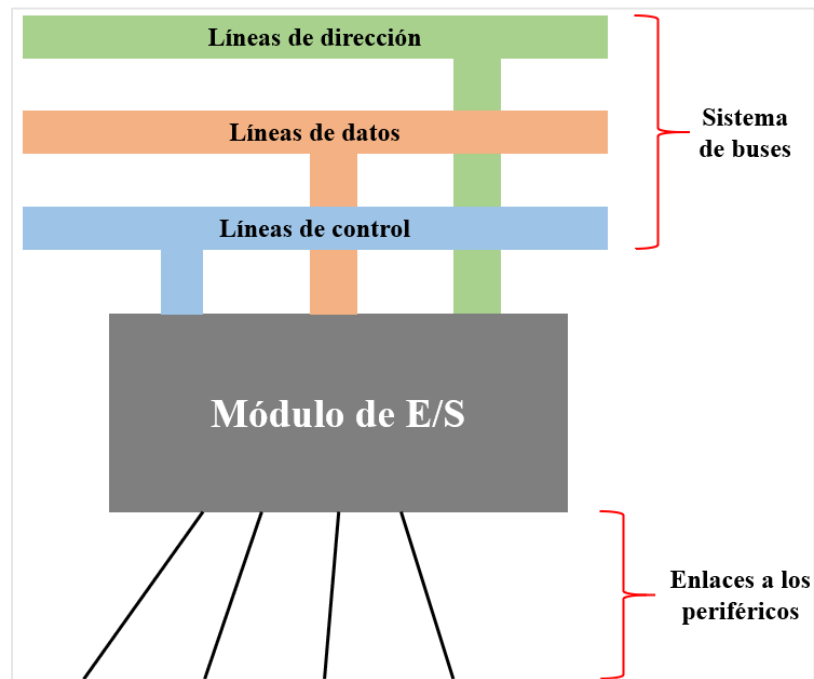 Líneas de dirección
Líneas de datos
Líneas de control
Sistema
de buses
Módulo de E/S
Enlaces a los
periféricos